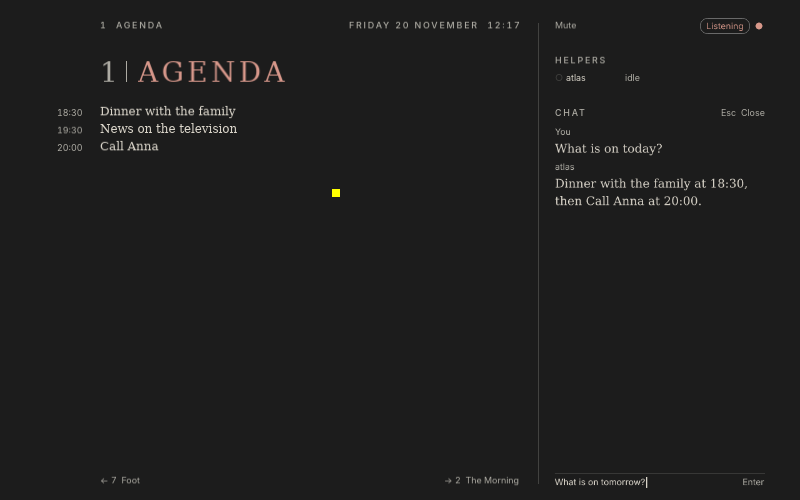 1 AGENDA
FRIDAY 20 NOVEMBER 12:17
1 AGENDA
18:30 Dinner with the family
19:30 News on the television
20:00 Call Anna
← 7 Foot
→ 2 The Morning
Mute
Listening
HELPERS
atlas idle
CHAT
Esc Close
You
What is on today?
atlas
Dinner with the family at 18:30,
then Call Anna at 20:00.
What is on tomorrow?
Enter